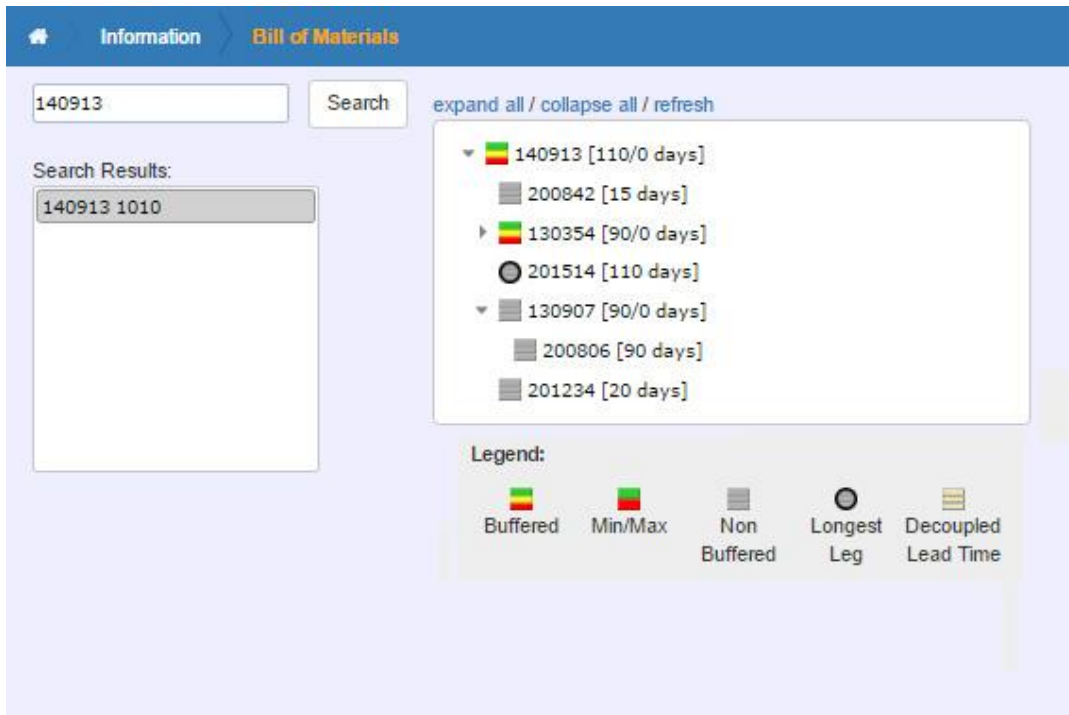 Information
Bill of Materials
140913
Search
Search Results:
140913 1010
expand all / collapse all / refresh
140913 [110/0 days]
200842 [15 days]
130354 [90/0 days]
201514 [110 days]
130907 [90/0 days]
200806 [90 days]
201234 [20 days]
Legend:
Buffered
Min/Max
Non
Buffered
Longest
Leg
Decoupled
Lead Time